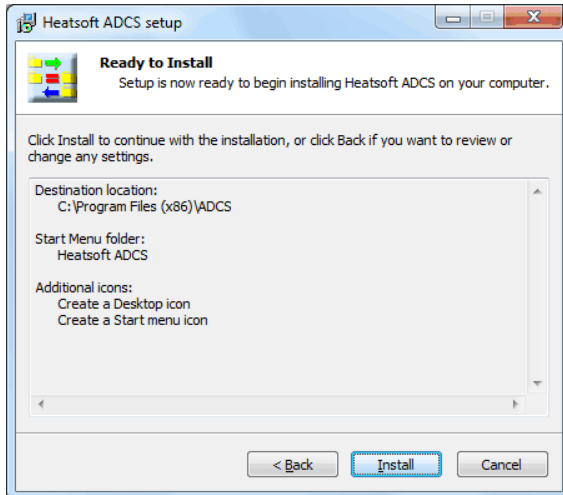 Heatsoft ADCS setup
Ready to Install
Setup is now ready to begin installing Heatsoft ADCS on your computer.
Click Install to continue with the installation, or click Back if you want to review or
change any settings.
Destination location:
C:\Program Files (x86)\ADCS
Start Menu folder:
Heatsoft ADCS
Additional icons:
Create a Desktop icon
Create a Start menu icon
< Back
Install
Cancel